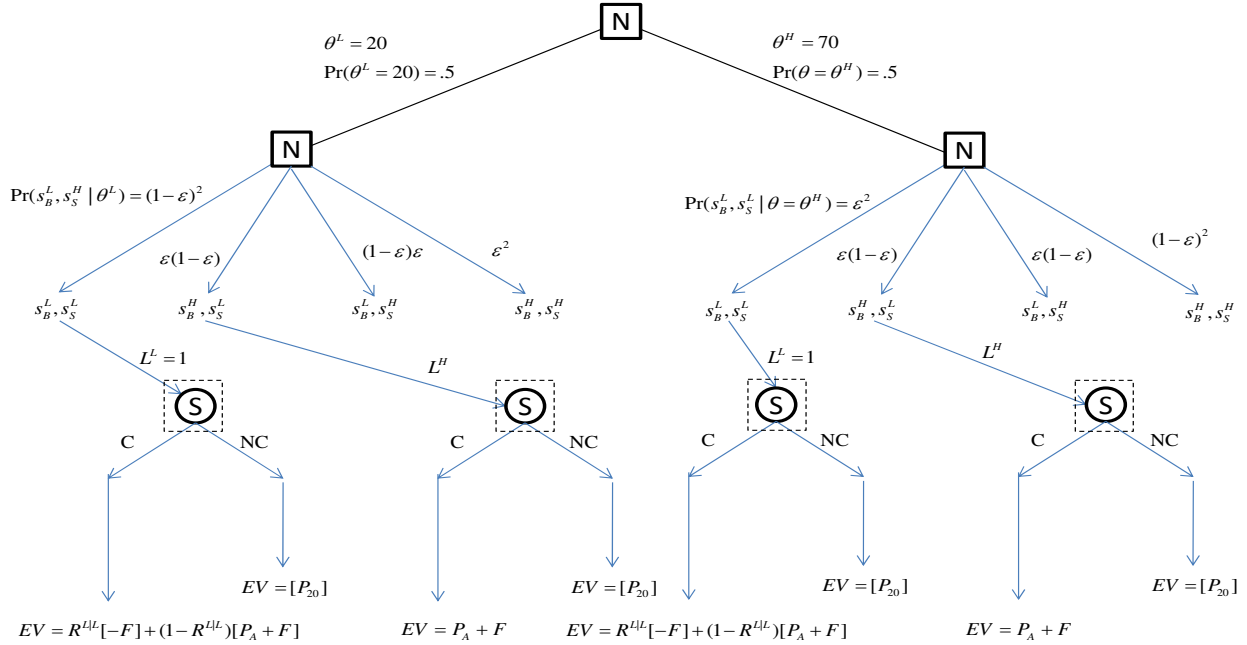 N
θ^L = 20
Pr(θ^L = 20) = .5
θ^H = 70
Pr(θ = θ^H) = .5
N
N
Pr(s_B^L, s_S^H | θ^L) = (1−ε)^2
ε(1−ε)
(1−ε)ε
ε^2
Pr(s_B^L, s_S^L | θ = θ^H) = ε^2
ε(1−ε)
ε(1−ε)
(1−ε)^2
s_B^L, s_S^L
s_B^H, s_S^L
s_B^L, s_S^H
s_B^H, s_S^H
s_B^L, s_S^L
s_B^H, s_S^L
s_B^L, s_S^H
s_B^H, s_S^H
L^L = 1
L^H
L^L = 1
L^H
S
S
S
S
C
NC
C
NC
C
NC
C
NC
EV = [P_20]
EV = [P_20]
EV = [P_20]
EV = [P_20]
EV = R^{L|L}[−F] + (1−R^{L|L})[P_A + F]
EV = P_A + F
EV = R^{L|L}[−F] + (1−R^{L|L})[P_A + F]
EV = P_A + F